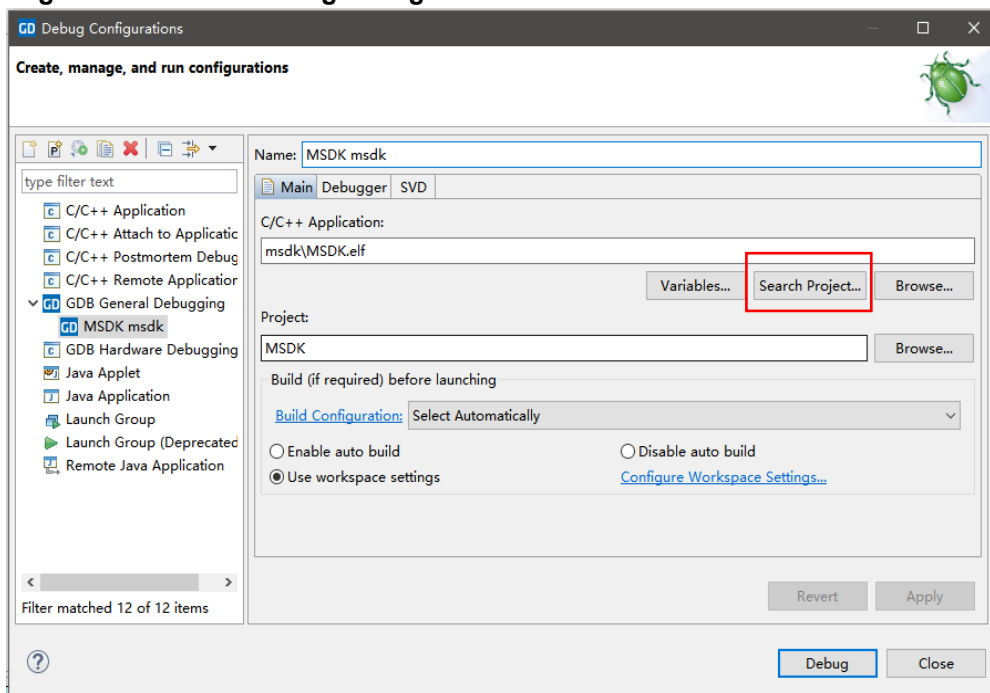 GD Debug Configurations
Create, manage, and run configurations
type filter text
C/C++ Application
C/C++ Attach to Applicatic
C/C++ Postmortem Debug
C/C++ Remote Application
GDB General Debugging
MSDK msdk
GDB Hardware Debugging
Java Applet
Java Application
Launch Group
Launch Group (Deprecated
Remote Java Application
Filter matched 12 of 12 items
Name: MSDK msdk
Main Debugger SVD
C/C++ Application:
msdk\MSDK.elf
Variables... Search Project... Browse...
Project:
MSDK
Browse...
Build (if required) before launching
Build Configuration: Select Automatically
Enable auto build Disable auto build
Use workspace settings Configure Workspace Settings...
Revert Apply
Debug Close